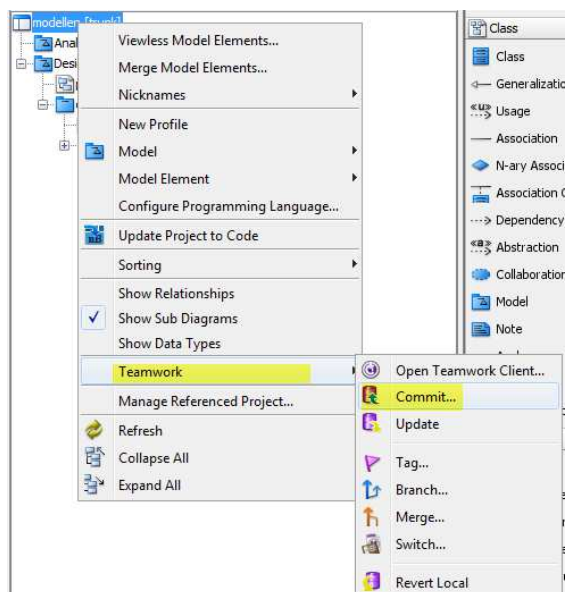 modellen [trunk]
Anal
Desi
Viewless Model Elements...
Merge Model Elements...
Nicknames
New Profile
Model
Model Element
Configure Programming Language...
Update Project to Code
Sorting
Show Relationships
Show Sub Diagrams
Show Data Types
Teamwork
Manage Referenced Project...
Refresh
Collapse All
Expand All
Open Teamwork Client...
Commit...
Update
Tag...
Branch...
Merge...
Switch...
Revert Local
Class
Class
Generalizatio
Usage
Association
N-ary Associ
Association C
Dependency
Abstraction
Collaboration
Model
Note